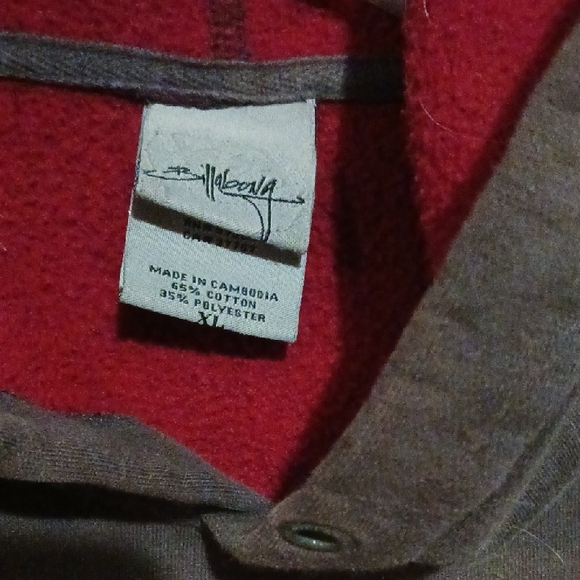 Billabong
MADE IN CAMBODIA
65% COTTON
35% POLYESTER
XL